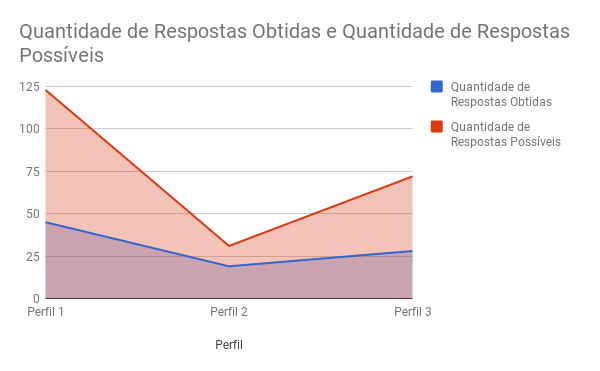 Quantidade de Respostas Obtidas e Quantidade de Respostas
Possíveis
125
100
75
50
25
0
Perfil 1
Perfil 2
Perfil 3
Perfil
Quantidade de
Respostas Obtidas
Quantidade de
Respostas Possíveis